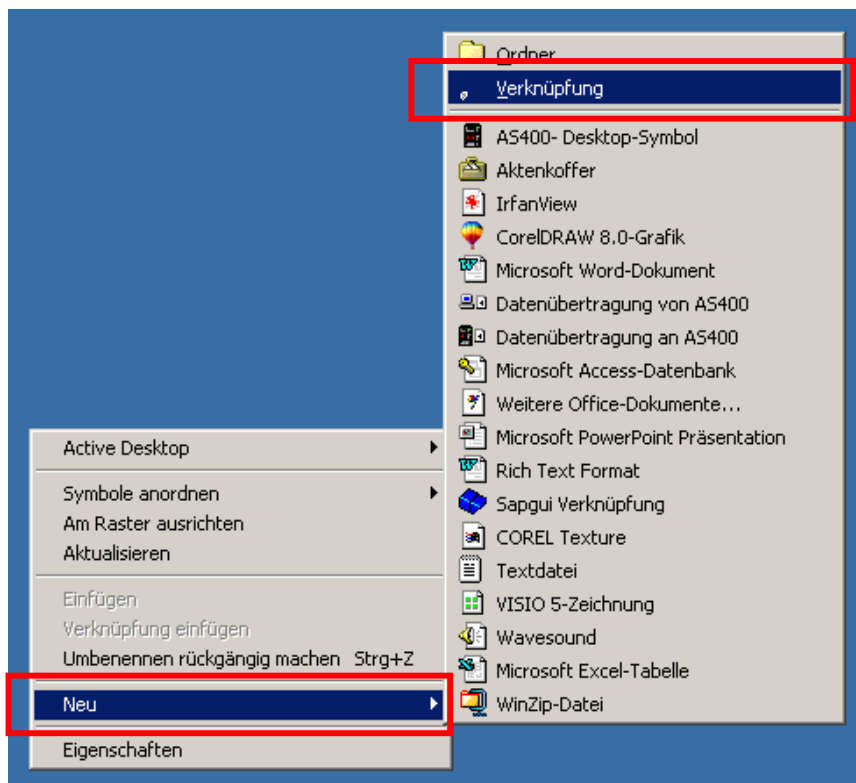 Ordner
Verknüpfung
AS400- Desktop-Symbol
Aktenkoffer
IrfanView
CorelDRAW 8.0-Grafik
Microsoft Word-Dokument
Datenübertragung von AS400
Datenübertragung an AS400
Microsoft Access-Datenbank
Weitere Office-Dokumente...
Microsoft PowerPoint Präsentation
Rich Text Format
Sapgui Verknüpfung
COREL Texture
Textdatei
VISIO 5-Zeichnung
Wavesound
Microsoft Excel-Tabelle
WinZip-Datei
Active Desktop
Symbole anordnen
Am Raster ausrichten
Aktualisieren
Einfügen
Verknüpfung einfügen
Umbenennen rückgängig machen Strg+Z
Neu
Eigenschaften